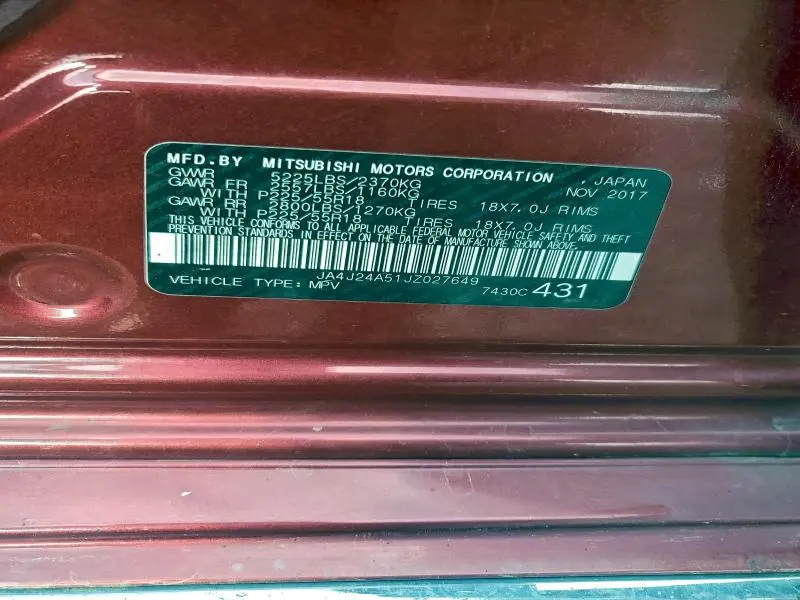 MFD.BY MITSUBISHI MOTORS CORPORATION , JAPAN
GVWR 5225LBS/2370KG NOV 2017
GAWR FR 2557LBS/1160KG
WITH P225/55R18 TIRES 18X7.0J RIMS
GAWR RR 2800LBS/1270KG
WITH P225/55R18 TIRES 18X7.0J RIMS
THIS VEHICLE CONFORMS TO ALL APPLICABLE FEDERAL MOTOR VEHICLE SAFETY AND THEFT
PREVENTION STANDARDS IN EFFECT ON THE DATE OF MANUFACTURE SHOWN ABOVE.
JA4J24A51JZ027649
VEHICLE TYPE: MPV 7430C 431